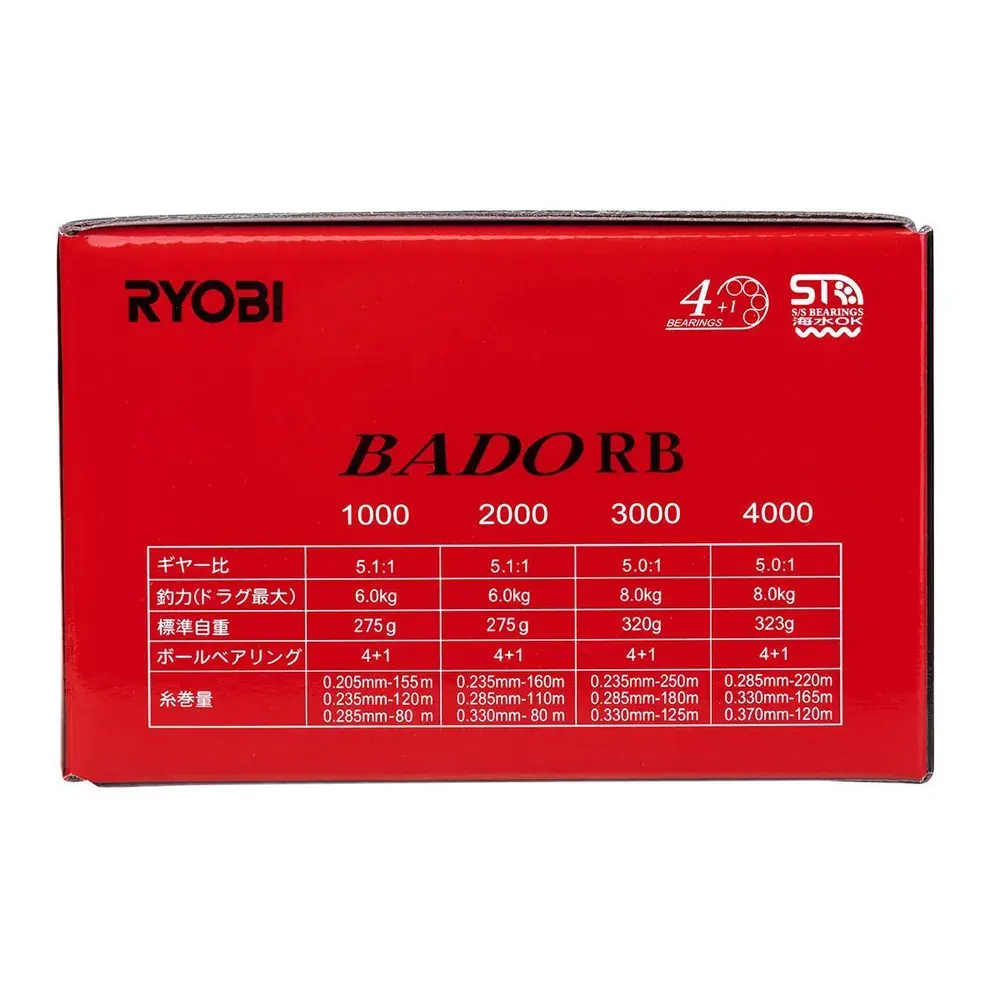 RYOBI
4+1
BEARINGS
ST
S/S BEARINGS
海水OK
BADO RB
1000 2000 3000 4000
ギヤー比 5.1:1 5.1:1 5.0:1 5.0:1
釣力(ドラグ最大) 6.0kg 6.0kg 8.0kg 8.0kg
標準自重 275g 275g 320g 323g
ボールベアリング 4+1 4+1 4+1 4+1
糸巻量 0.205mm-155m 0.235mm-160m 0.235mm-250m 0.285mm-220m
0.235mm-120m 0.285mm-110m 0.285mm-180m 0.330mm-165m
0.285mm-80 m 0.330mm-80 m 0.330mm-125m 0.370mm-120m